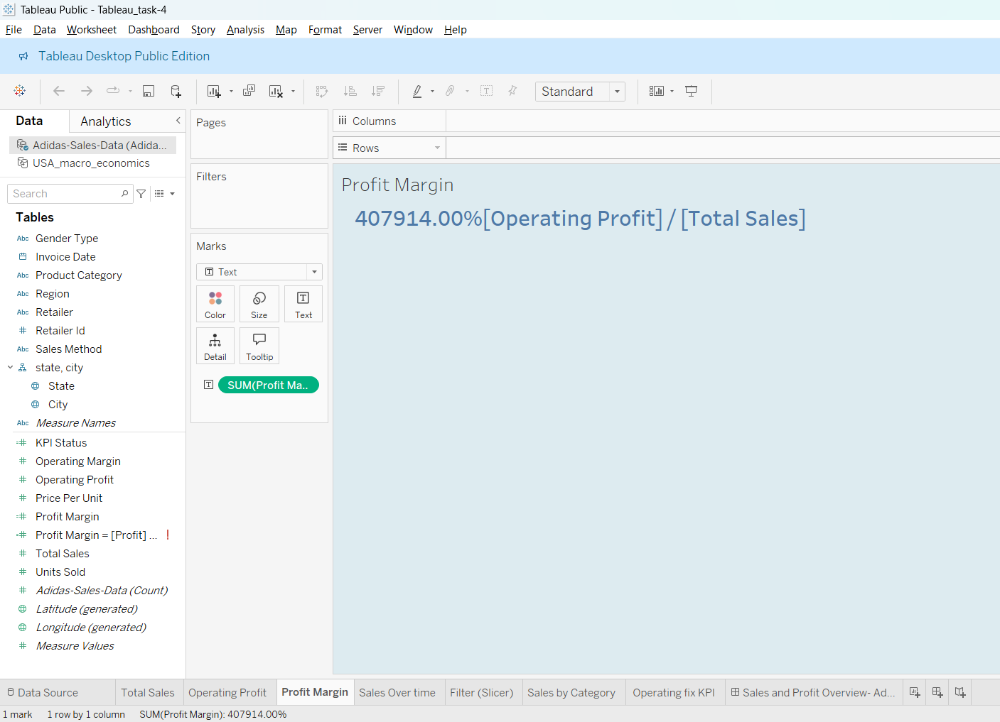 Tableau Public - Tableau_task-4
File Data Worksheet Dashboard Story Analysis Map Format Server Window Help
Tableau Desktop Public Edition
Standard
Data Analytics
Adidas-Sales-Data (Adida...
USA_macro_economics
Search
Tables
Abc Gender Type
Invoice Date
Abc Product Category
Abc Region
Abc Retailer
# Retailer Id
Abc Sales Method
state, city
State
City
Abc Measure Names
=# KPI Status
# Operating Margin
# Operating Profit
# Price Per Unit
=# Profit Margin
=# Profit Margin = [Profit] ... !
# Total Sales
# Units Sold
# Adidas-Sales-Data (Count)
Latitude (generated)
Longitude (generated)
# Measure Values
Pages
Filters
Marks
T Text
Color Size Text
Detail Tooltip
T SUM(Profit Ma..
Columns
Rows
Profit Margin
407914.00%[Operating Profit] / [Total Sales]
Data Source Total Sales Operating Profit Profit Margin Sales Over time Filter (Slicer) Sales by Category Operating fix KPI Sales and Profit Overview- Ad...
1 mark 1 row by 1 column SUM(Profit Margin): 407914.00%